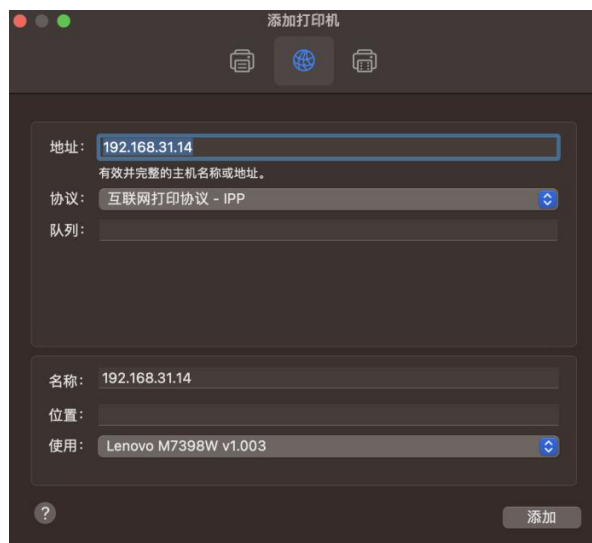 添加打印机
地址： 192.168.31.14
有效并完整的主机名称或地址。
协议： 互联网打印协议 - IPP
队列：
名称： 192.168.31.14
位置：
使用： Lenovo M7398W v1.003
?
添加